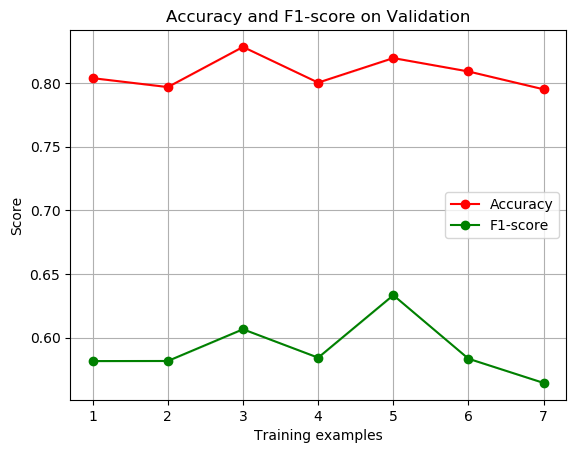 Accuracy and F1-score on Validation
Score
0.80
0.75
0.70
0.65
0.60
Accuracy
F1-score
1 2 3 4 5 6 7
Training examples